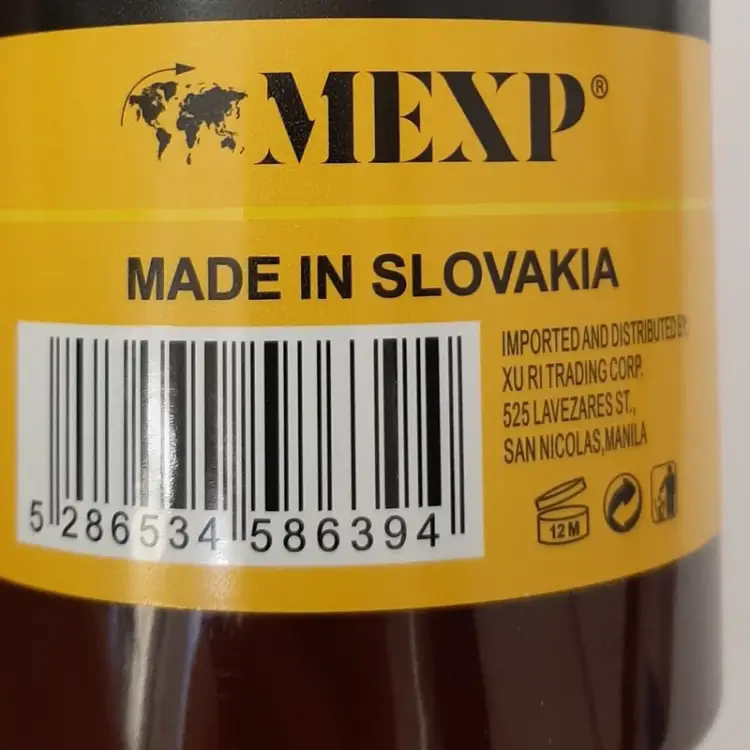 MEXP®
MADE IN SLOVAKIA
IMPORTED AND DISTRIBUTED BY:
XU RI TRADING CORP.
525 LAVEZARES ST.,
SAN NICOLAS,MANILA
12 M
5 286534 586394